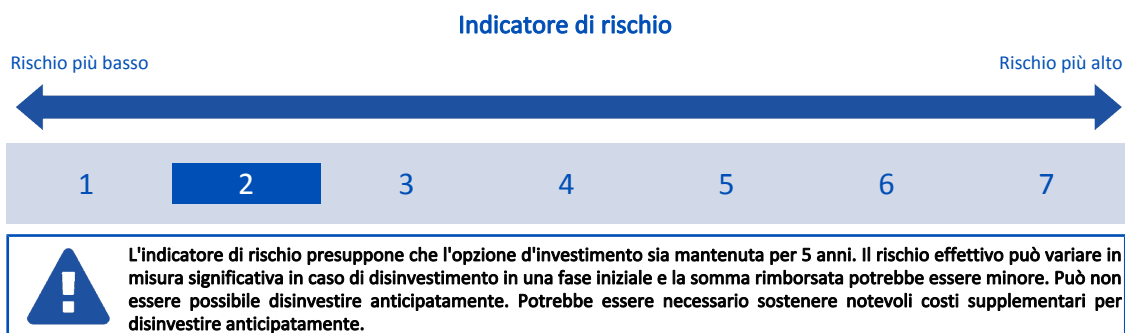 Indicatore di rischio
Rischio più basso Rischio più alto
1 2 3 4 5 6 7
L'indicatore di rischio presuppone che l'opzione d'investimento sia mantenuta per 5 anni. Il rischio effettivo può variare in
misura significativa in caso di disinvestimento in una fase iniziale e la somma rimborsata potrebbe essere minore. Può non
essere possibile disinvestire anticipatamente. Potrebbe essere necessario sostenere notevoli costi supplementari per
disinvestire anticipatamente.